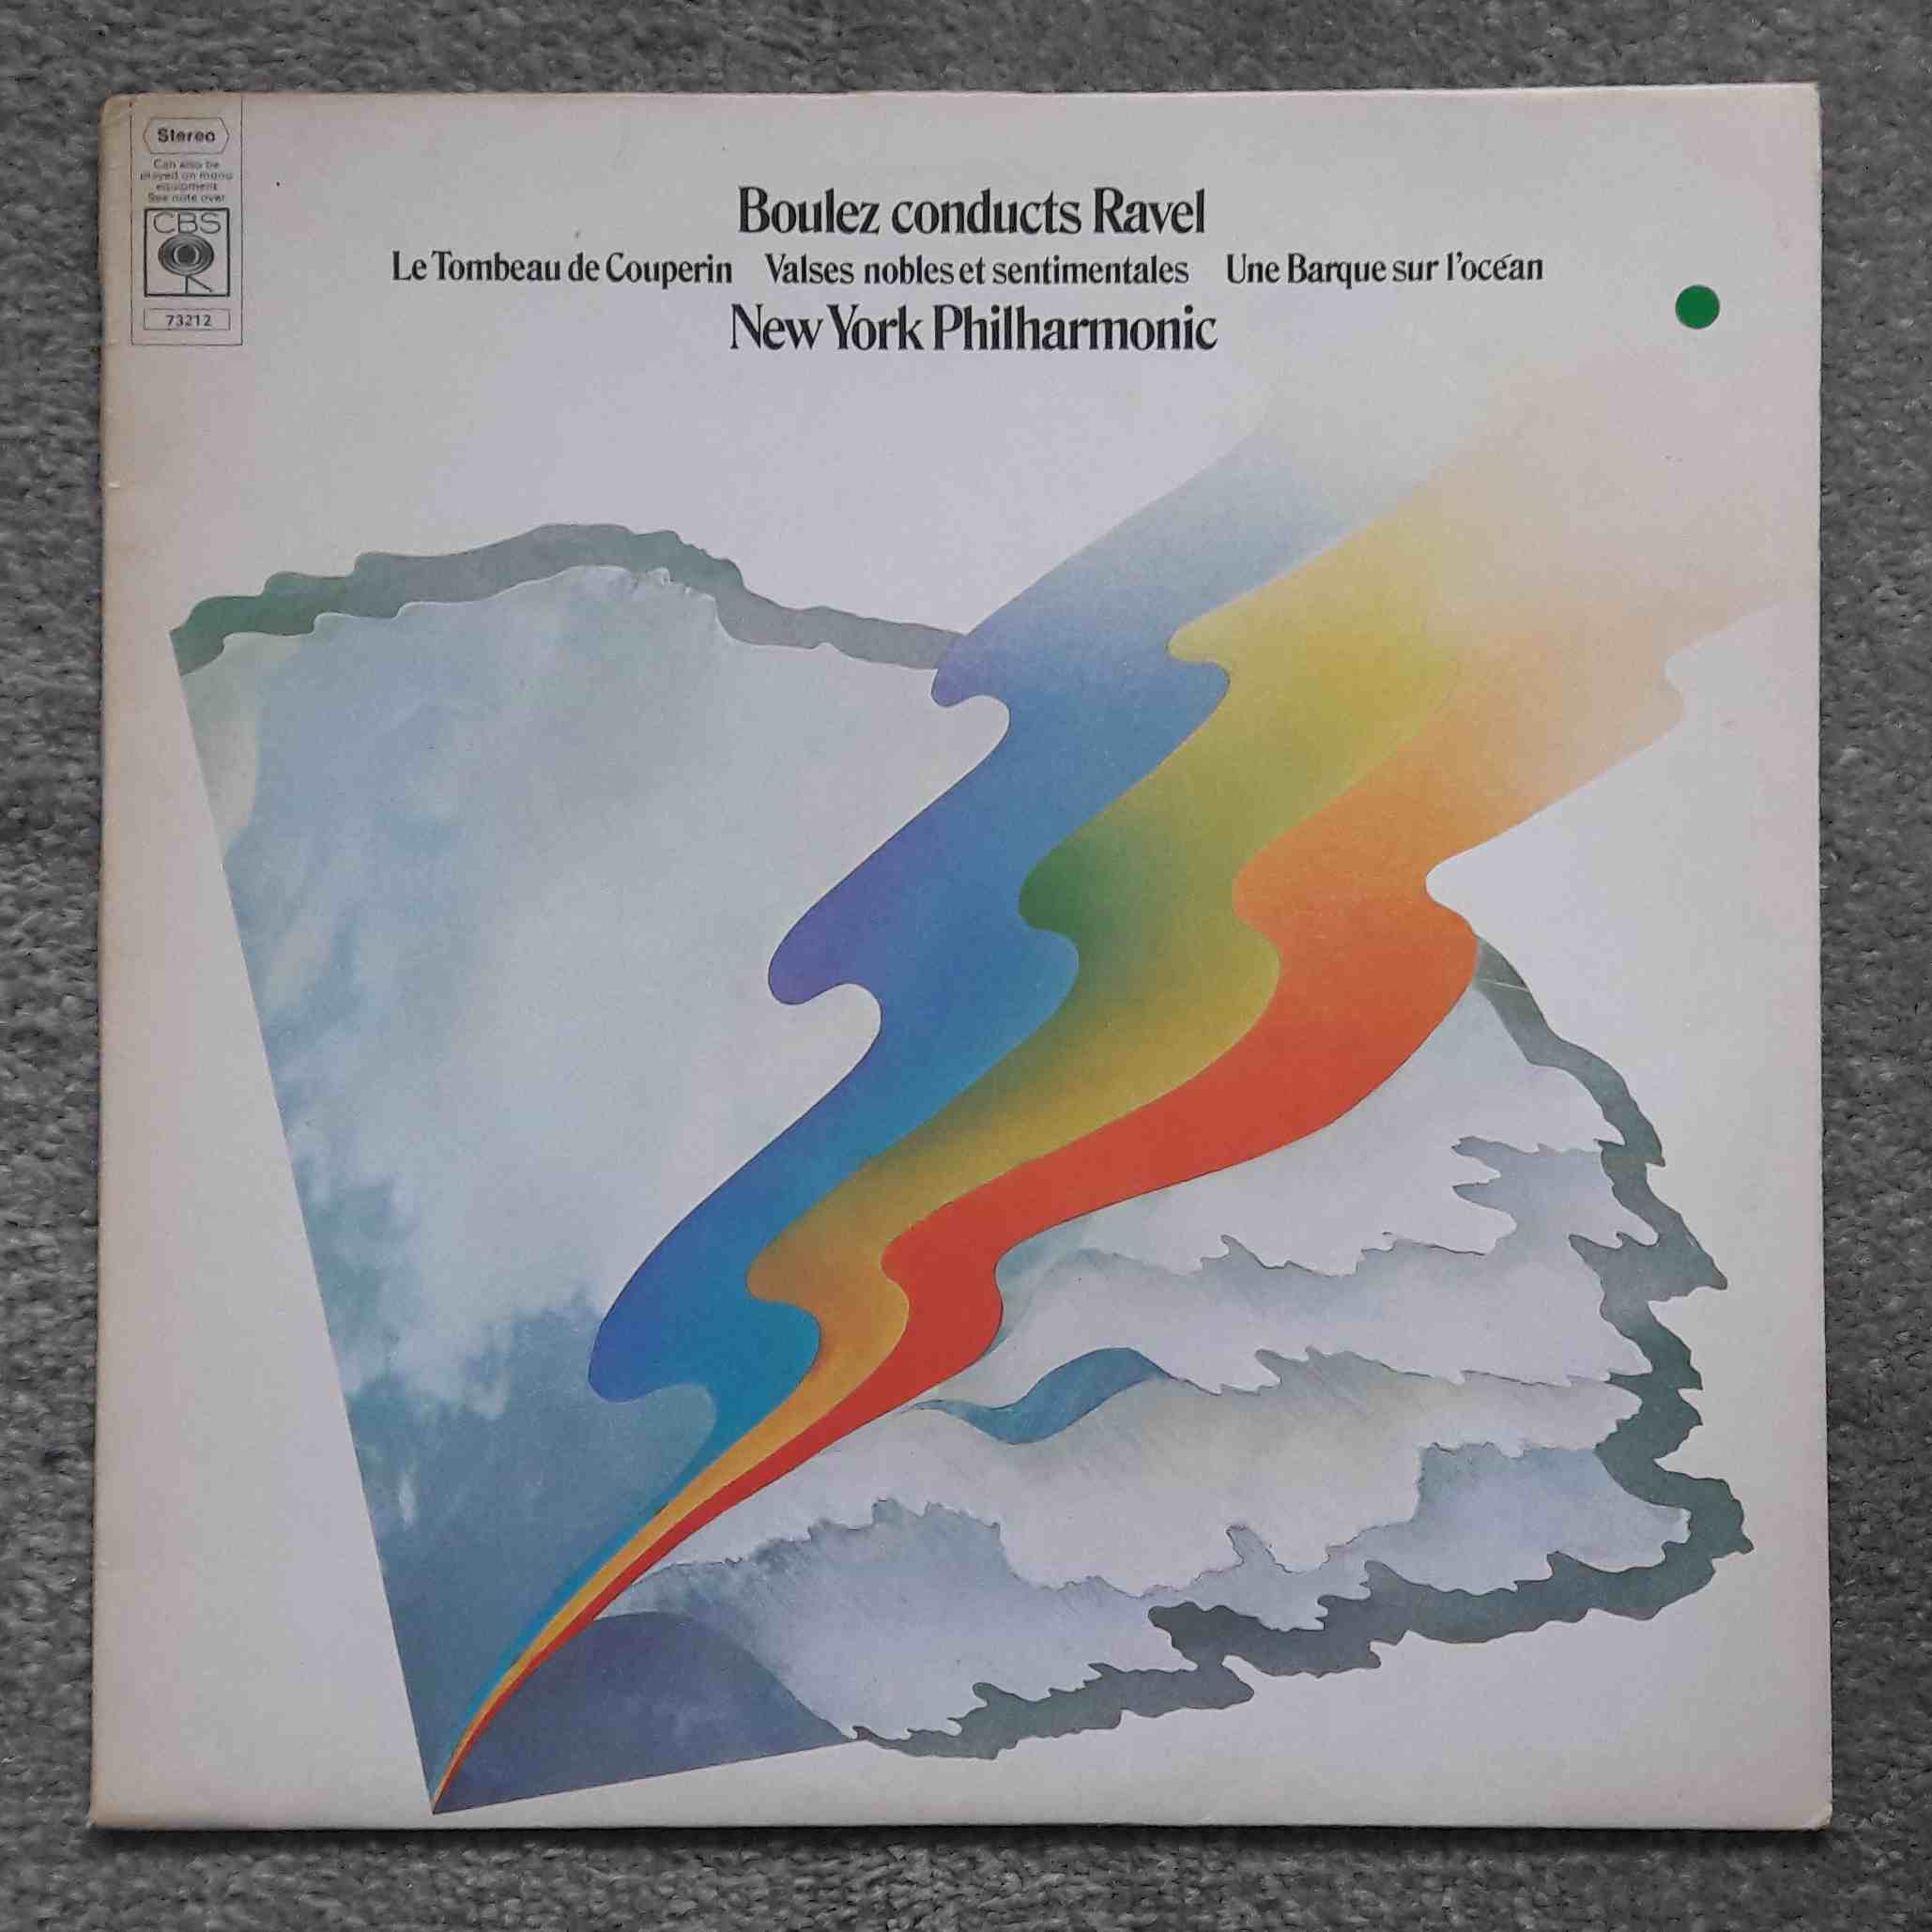 Stereo
Can also be
played on mono
equipment
See note over
CBS
73212
Boulez conducts Ravel
Le Tombeau de Couperin Valses nobles et sentimentales Une Barque sur l'océan
New York Philharmonic